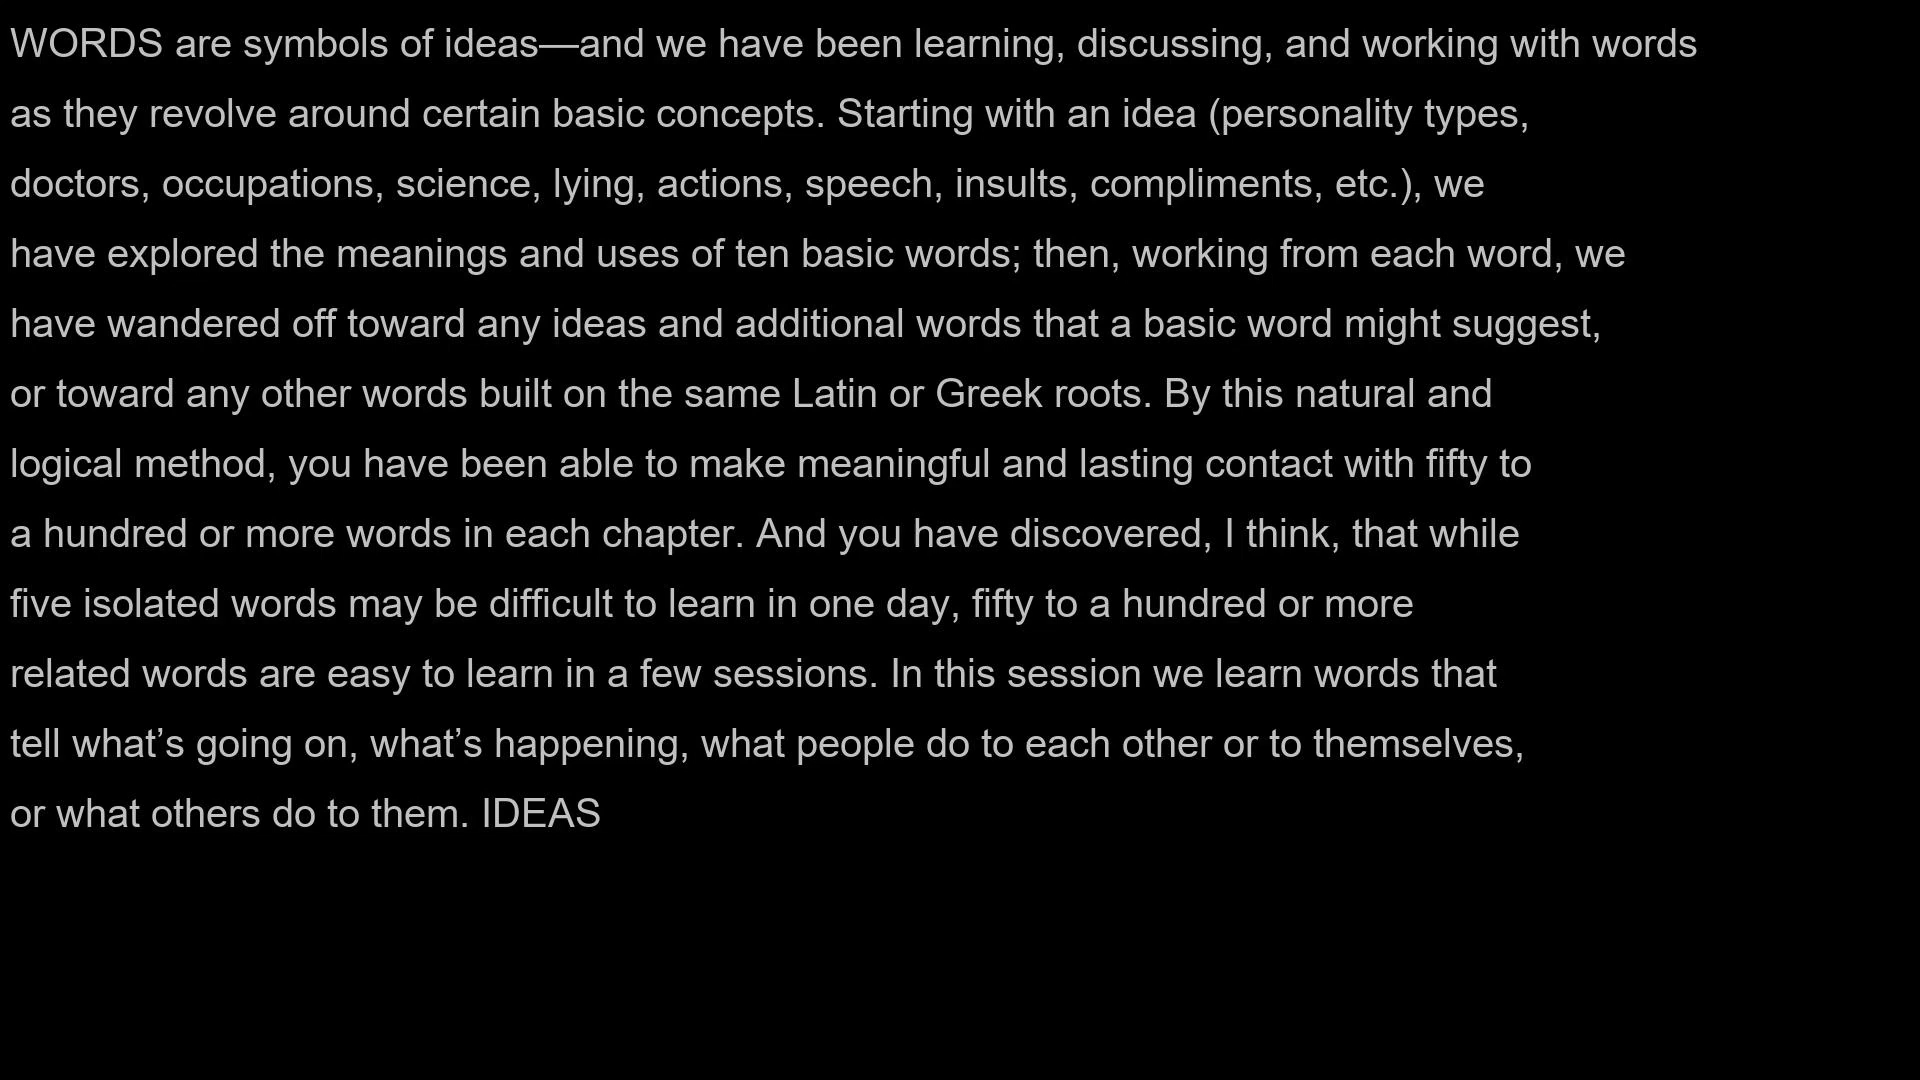 WORDS are symbols of ideas—and we have been learning, discussing, and working with words
as they revolve around certain basic concepts. Starting with an idea (personality types,
doctors, occupations, science, lying, actions, speech, insults, compliments, etc.), we
have explored the meanings and uses of ten basic words; then, working from each word, we
have wandered off toward any ideas and additional words that a basic word might suggest,
or toward any other words built on the same Latin or Greek roots. By this natural and
logical method, you have been able to make meaningful and lasting contact with fifty to
a hundred or more words in each chapter. And you have discovered, I think, that while
five isolated words may be difficult to learn in one day, fifty to a hundred or more
related words are easy to learn in a few sessions. In this session we learn words that
tell what’s going on, what’s happening, what people do to each other or to themselves,
or what others do to them. IDEAS